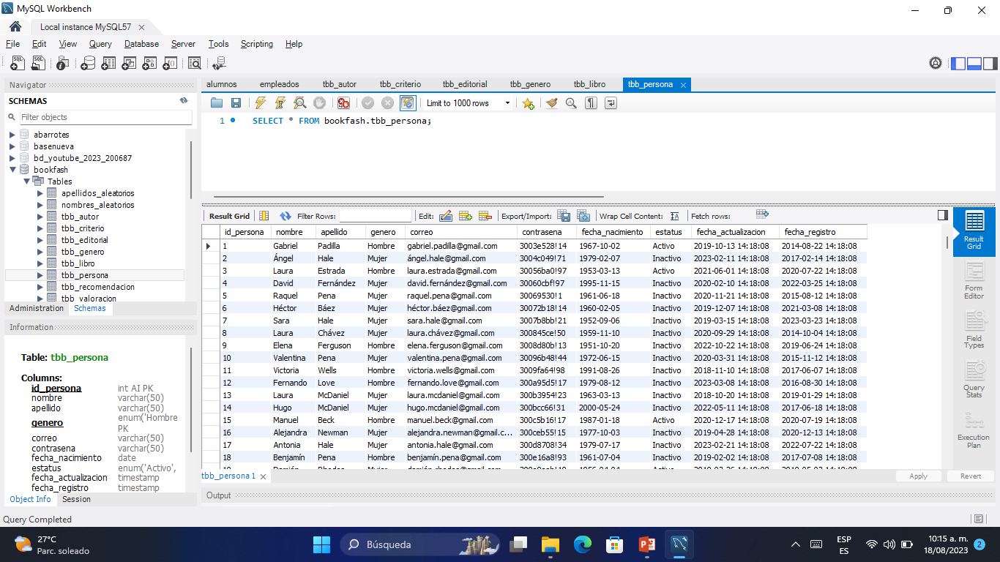 MySQL Workbench
Local instance MySQL57
File Edit View Query Database Server Tools Scripting Help
Navigator
SCHEMAS
Filter objects
abarrotes
basenueva
bd_youtube_2023_200687
bookfash
Tables
apellidos_aleatorios
nombres_aleatorios
tbb_autor
tbb_criterio
tbb_editorial
tbb_genero
tbb_libro
tbb_persona
tbb_recomendacion
tbb_valoracion
Administration Schemas
Information
Table: tbb_persona
Columns:
id_persona int AI PK
nombre varchar(50)
apellido varchar(50)
genero enum('Hombre
PK
correo varchar(50)
contrasena varchar(50)
fecha_nacimiento date
estatus enum('Activo',
fecha_actualizacion timestamp
fecha_registro timestamp
Object Info Session
alumnos empleados tbb_autor tbb_criterio tbb_editorial tbb_genero tbb_libro tbb_persona
Limit to 1000 rows
1 SELECT * FROM bookfash.tbb_persona;
Result Grid Filter Rows: Edit: Export/Import: Wrap Cell Content: Fetch rows:
id_persona nombre apellido genero correo contrasena fecha_nacimiento estatus fecha_actualizacion fecha_registro
1 Gabriel Padilla Hombre gabriel.padilla@gmail.com 3003e528!14 1967-10-02 Activo 2019-10-13 14:18:08 2014-08-22 14:18:08
2 Ángel Hale Mujer ángel.hale@gmail.com 3004c049!71 1979-02-07 Inactivo 2023-02-11 14:18:08 2017-02-14 14:18:08
3 Laura Estrada Hombre laura.estrada@gmail.com 30056ba0!97 1953-03-13 Activo 2021-06-01 14:18:08 2020-07-22 14:18:08
4 David Fernández Mujer david.fernández@gmail.com 30060cbf!97 1995-11-15 Inactivo 2020-02-10 14:18:08 2022-03-25 14:18:08
5 Raquel Pena Mujer raquel.pena@gmail.com 30069530!1 1961-06-18 Inactivo 2020-11-21 14:18:08 2015-08-12 14:18:08
6 Héctor Báez Mujer héctor.báez@gmail.com 30072b18!14 1960-02-05 Inactivo 2019-12-07 14:18:08 2021-03-08 14:18:08
7 Sara Hale Mujer sara.hale@gmail.com 3007b8bb!21 1952-09-06 Inactivo 2019-03-15 14:18:08 2023-03-23 14:18:08
8 Laura Chávez Mujer laura.chávez@gmail.com 300845ce!50 1959-11-10 Inactivo 2020-09-29 14:18:08 2014-10-04 14:18:08
9 Elena Ferguson Hombre elena.ferguson@gmail.com 3008d80b!13 1951-10-20 Inactivo 2022-10-22 14:18:08 2019-06-24 14:18:08
10 Valentina Pena Mujer valentina.pena@gmail.com 30096b48!44 1972-06-15 Inactivo 2020-03-31 14:18:08 2015-11-12 14:18:08
11 Victoria Wells Hombre victoria.wells@gmail.com 3009fa64!98 1991-08-26 Inactivo 2018-11-10 14:18:08 2017-06-07 14:18:08
12 Fernando Love Hombre fernando.love@gmail.com 300a95d5!17 1979-08-12 Inactivo 2023-03-08 14:18:08 2016-08-30 14:18:08
13 Laura McDaniel Mujer laura.mcdaniel@gmail.com 300b3954!23 1963-03-13 Inactivo 2018-10-20 14:18:08 2019-01-29 14:18:08
14 Hugo McDaniel Mujer hugo.mcdaniel@gmail.com 300bcc66!31 2000-05-24 Inactivo 2022-05-11 14:18:08 2017-06-18 14:18:08
15 Manuel Beck Hombre manuel.beck@gmail.com 300c5b16!17 1987-01-18 Activo 2020-12-17 14:18:08 2020-07-19 14:18:08
16 Alejandra Newman Mujer alejandra.newman@gmail.c... 300ceb55!15 1977-10-03 Inactivo 2019-04-28 14:18:08 2020-12-13 14:18:08
17 Antonia Hale Mujer antonia.hale@gmail.com 300d8708!34 1979-07-17 Inactivo 2023-02-21 14:18:08 2022-07-22 14:18:08
18 Benjamín Pena Hombre benjamín.pena@gmail.com 300e16a8!93 1961-07-04 Inactivo 2019-02-02 14:18:08 2017-07-08 14:18:08
Result
Grid
Form
Editor
Field
Types
Query
Stats
Execution
Plan
tbb_persona 1
Apply Revert
Output
Query Completed
27°C
Parc. soleado
Búsqueda
ESP
ES
10:15 a. m.
18/08/2023
2